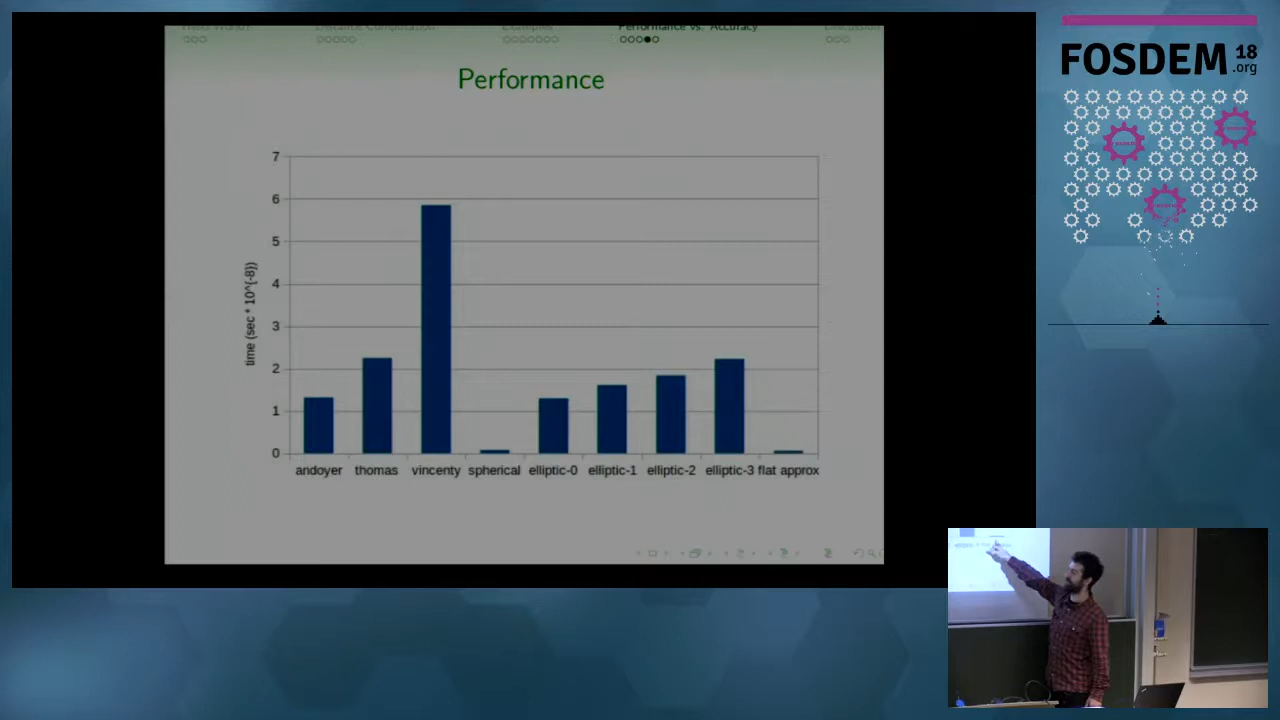 Examples
Performance vs. Accuracy
Performance
7
6
5
4
3
2
1
0
time (sec * 10^{-8})
andoyer thomas vincenty spherical elliptic-0 elliptic-1 elliptic-2 elliptic-3 flat approx
FOSDEM 18
.org